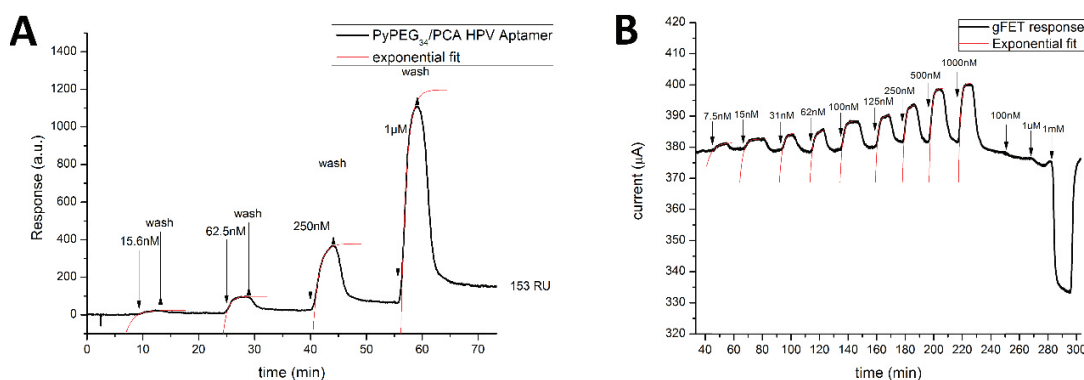 A
PyPEG34/PCA HPV Aptamer
exponential fit
wash
1µM
wash
250nM
wash
62.5nM
wash
15.6nM
153 RU
Response (a.u.)
1400
1200
1000
800
600
400
200
0
0 10 20 30 40 50 60 70
time (min)
B
gFET response
Exponential fit
7.5nM
15nM
31nM
62nM
100nM
125nM
250nM
500nM
1000nM
100nM
1uM
1mM
current (µA)
420
410
400
390
380
370
360
350
340
330
320
40 60 80 100 120 140 160 180 200 220 240 260 280 300
time (min)